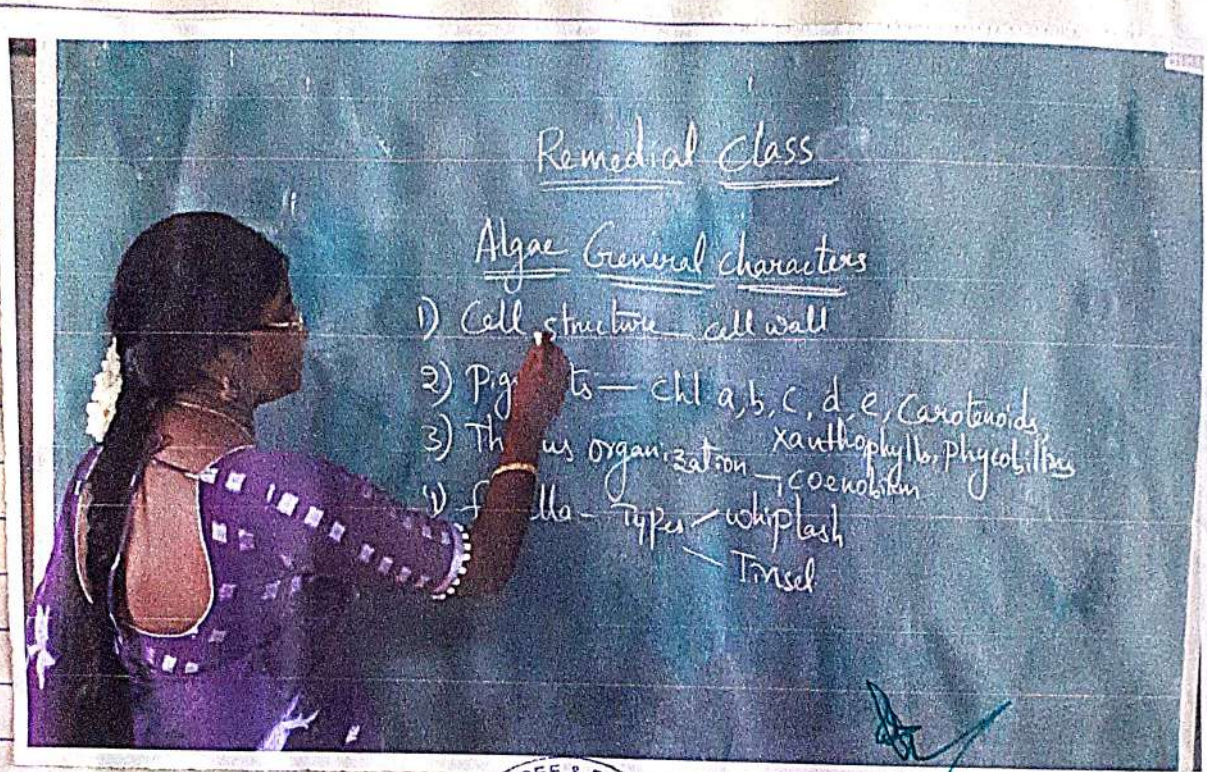 Remedial Class
Algae General characters
1) Cell structure cell wall
2) Pig ts — chl a, b, c, d, e, Carotenoids,
xanthophylls, Phycobilins
3) Th us organization → coenobium
4) f lla - Types whiplash
Tinsel